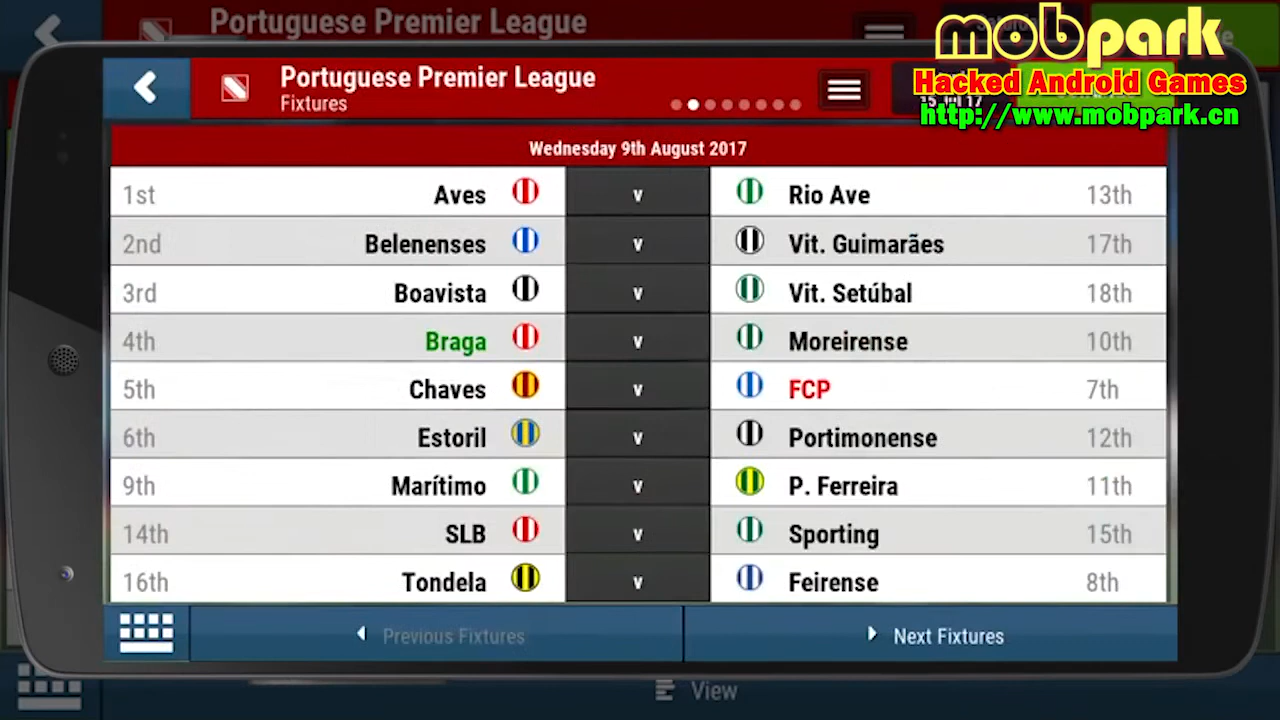 Portuguese Premier League
mobpark
Hacked Android Games
http://www.mobpark.cn
Portuguese Premier League
Fixtures
Wednesday 9th August 2017
1st Aves v Rio Ave 13th
2nd Belenenses v Vit. Guimarães 17th
3rd Boavista v Vit. Setúbal 18th
4th Braga v Moreirense 10th
5th Chaves v FCP 7th
6th Estoril v Portimonense 12th
9th Marítimo v P. Ferreira 11th
14th SLB v Sporting 15th
16th Tondela v Feirense 8th
Previous Fixtures
Next Fixtures
View